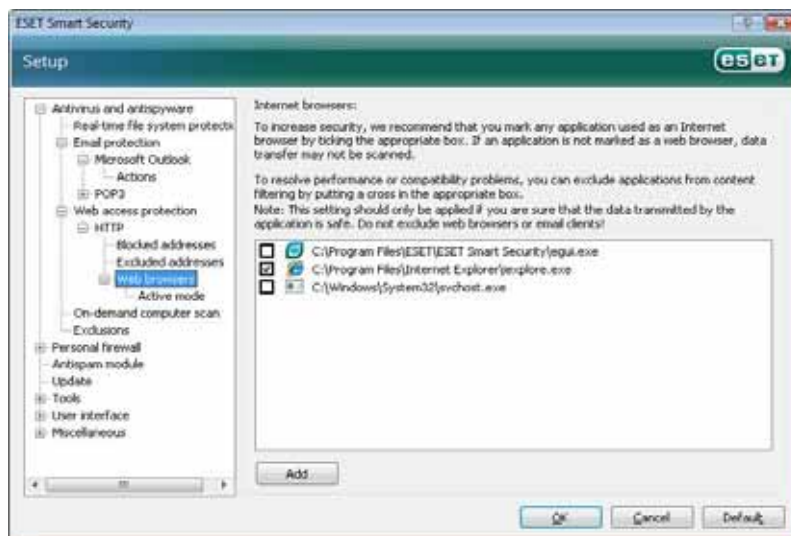 ESET Smart Security
Setup
eseT
Antivirus and antispyware
Real-time file system protectic
Email protection
Microsoft Outlook
Actions
POP3
Web access protection
HTTP
Blocked addresses
Excluded addresses
Web browsers
Active mode
On-demand computer scan
Exclusions
Personal firewall
Antispam module
Update
Tools
User interface
Miscellaneous
Internet browsers:
To increase security, we recommend that you mark any application used as an Internet
browser by ticking the appropriate box. If an application is not marked as a web browser, data
transfer may not be scanned.
To resolve performance or compatibility problems, you can exclude applications from content
filtering by putting a cross in the appropriate box.
Note: This setting should only be applied if you are sure that the data transmitted by the
application is safe. Do not exclude web browsers or email clients!
C:\Program Files\ESET\ESET Smart Security\egui.exe
C:\Program Files\Internet Explorer\iexplore.exe
C:\Windows\System32\svchost.exe
Add
OK
Cancel
Default